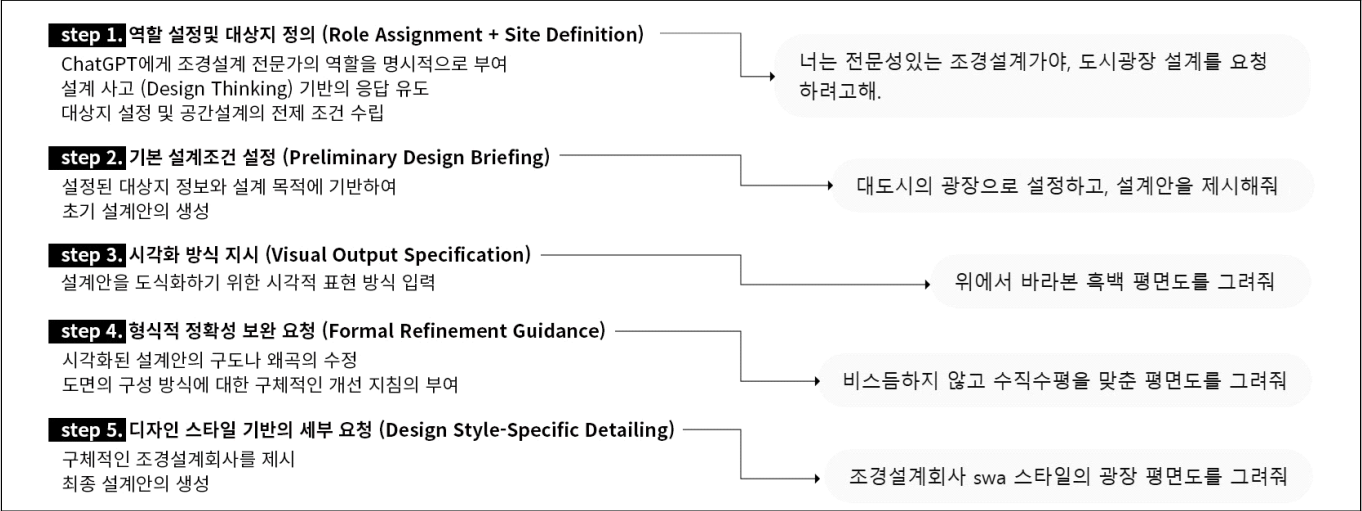 step 1. 역할 설정및 대상지 정의 (Role Assignment + Site Definition)
ChatGPT에게 조경설계 전문가의 역할을 명시적으로 부여
설계 사고 (Design Thinking) 기반의 응답 유도
대상지 설정 및 공간설계의 전제 조건 수립
너는 전문성있는 조경설계가야, 도시광장 설계를 요청
하려고해.
step 2. 기본 설계조건 설정 (Preliminary Design Briefing)
설정된 대상지 정보와 설계 목적에 기반하여
초기 설계안의 생성
대도시의 광장으로 설정하고, 설계안을 제시해줘
step 3. 시각화 방식 지시 (Visual Output Specification)
설계안을 도식화하기 위한 시각적 표현 방식 입력
위에서 바라본 흑백 평면도를 그려줘
step 4. 형식적 정확성 보완 요청 (Formal Refinement Guidance)
시각화된 설계안의 구도나 왜곡의 수정
도면의 구성 방식에 대한 구체적인 개선 지침의 부여
비스듬하지 않고 수직수평을 맞춘 평면도를 그려줘
step 5. 디자인 스타일 기반의 세부 요청 (Design Style-Specific Detailing)
구체적인 조경설계회사를 제시
최종 설계안의 생성
조경설계회사 swa 스타일의 광장 평면도를 그려줘